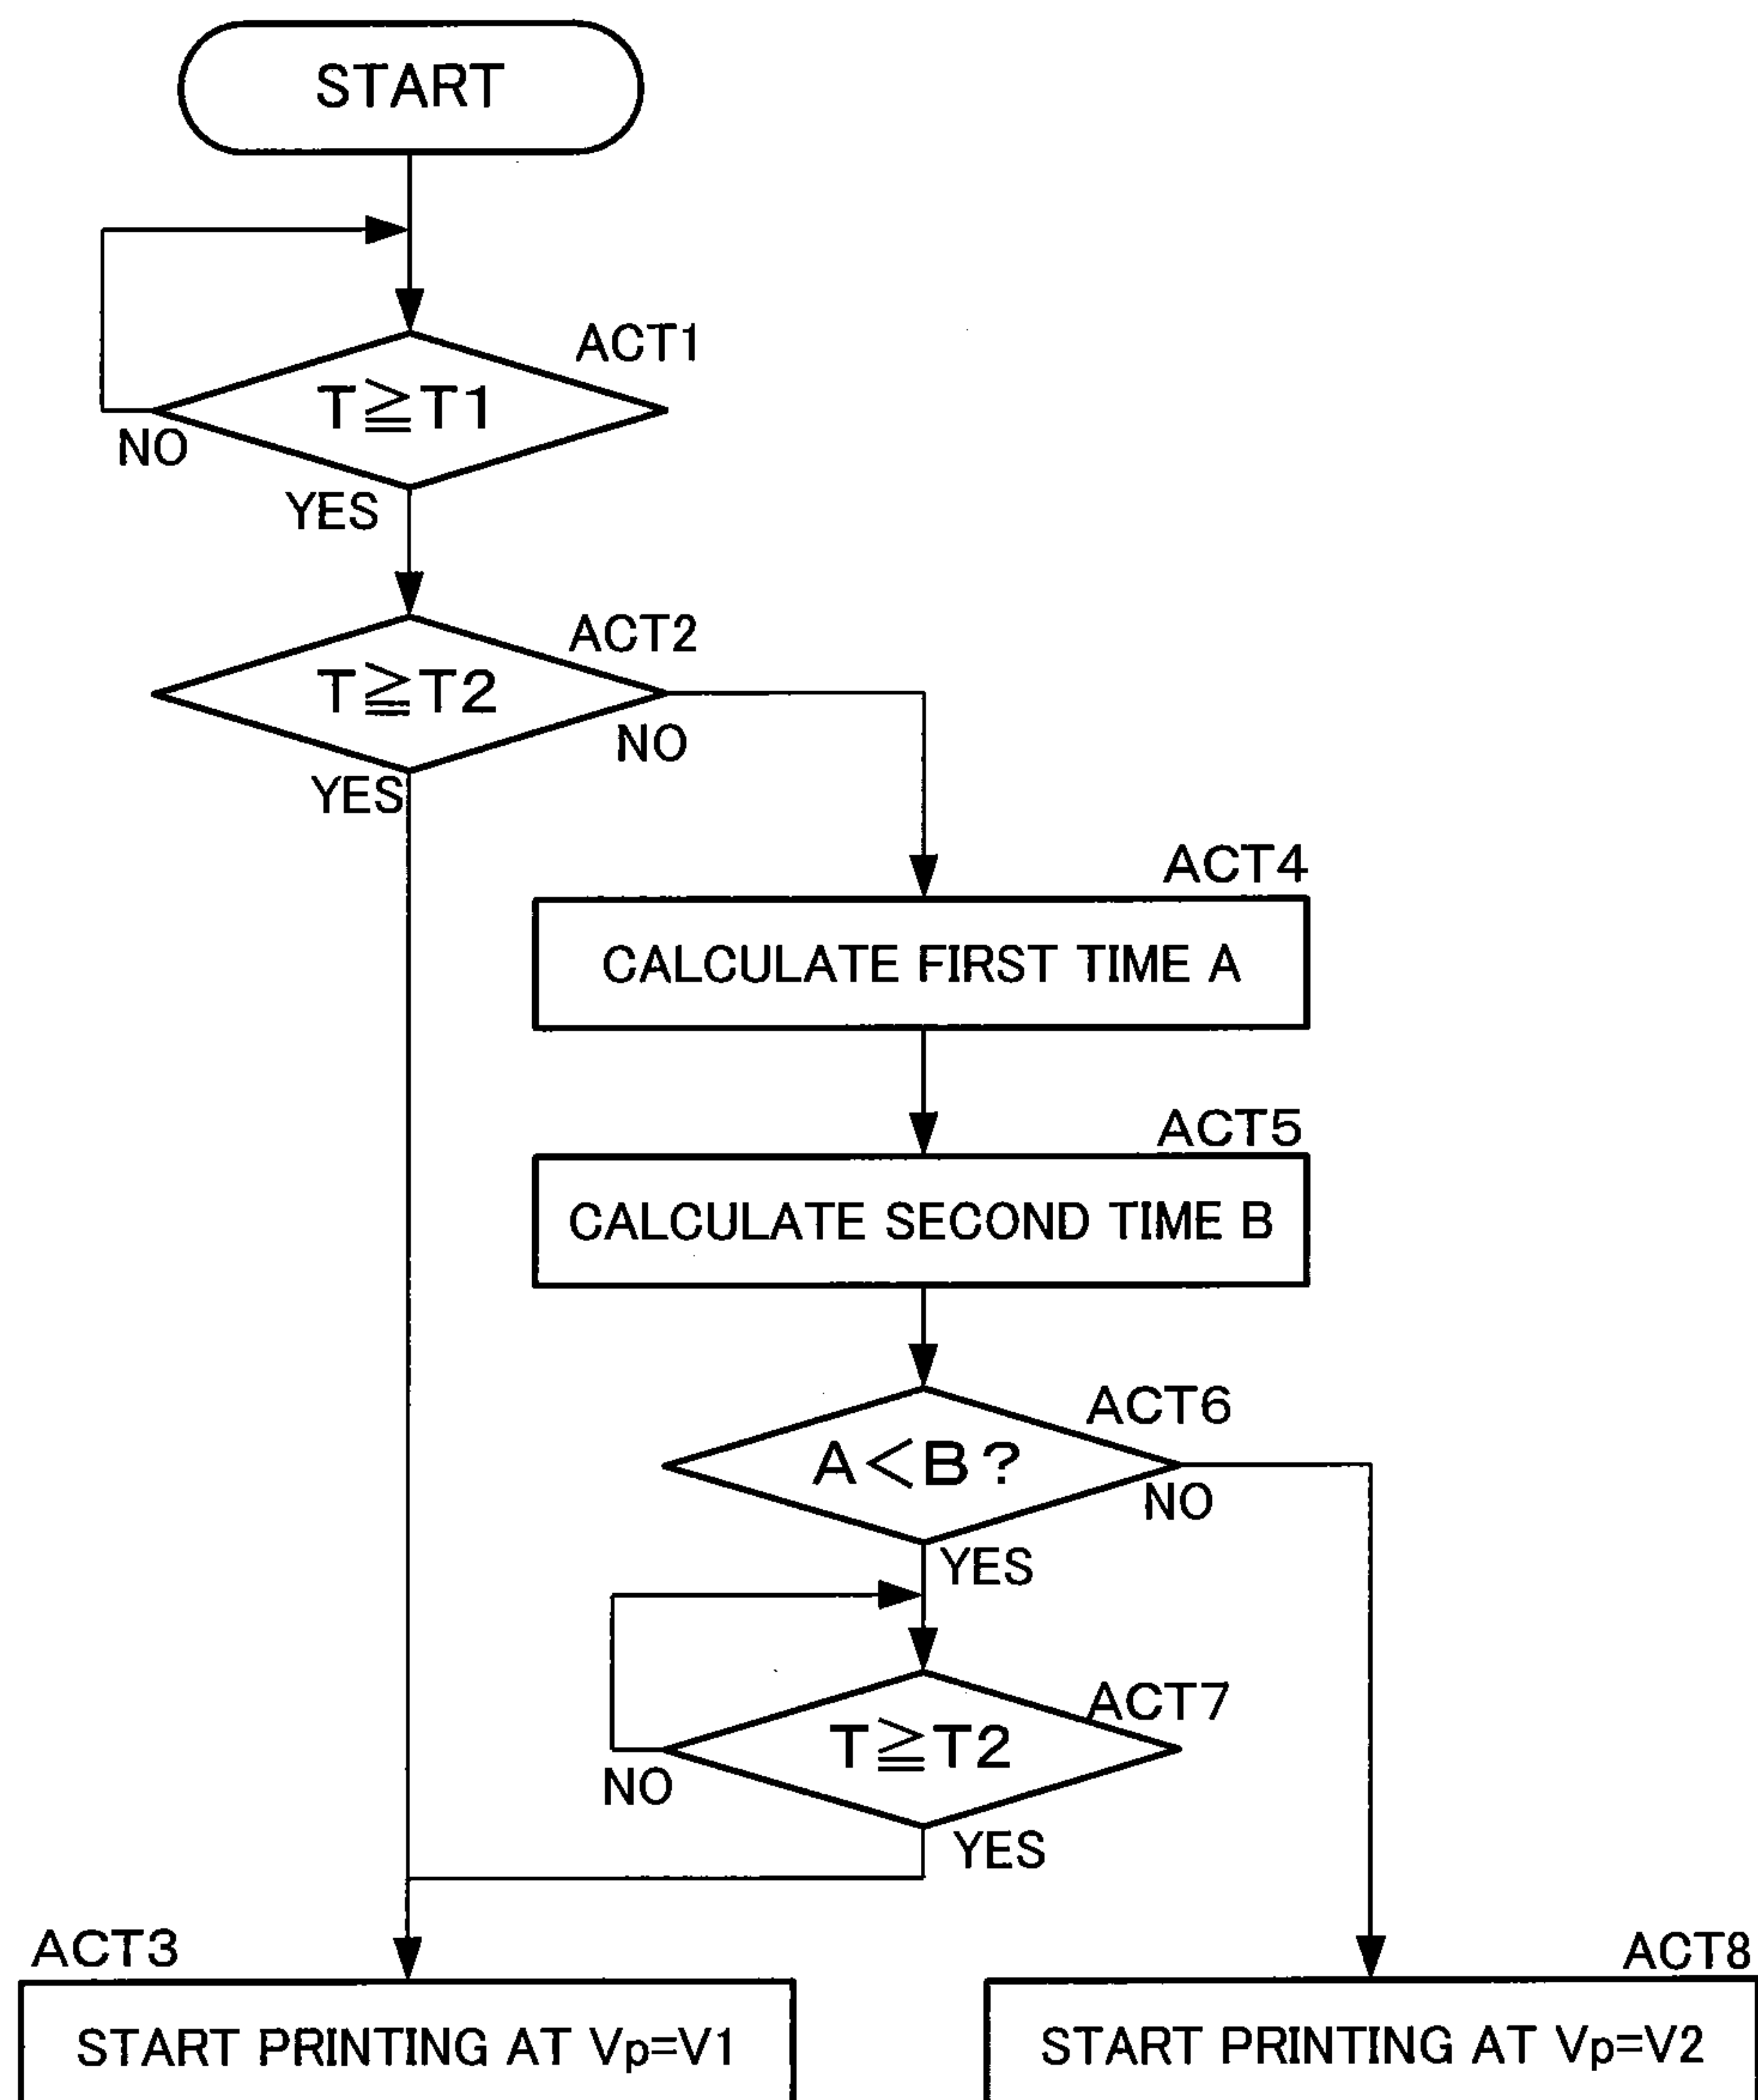 START
ACT1
T≧T1
NO
YES
ACT2
T≧T2
NO
YES
ACT4
CALCULATE FIRST TIME A
ACT5
CALCULATE SECOND TIME B
ACT6
A<B?
NO
YES
ACT7
T≧T2
NO
YES
ACT3
START PRINTING AT Vp=V1
ACT8
START PRINTING AT Vp=V2